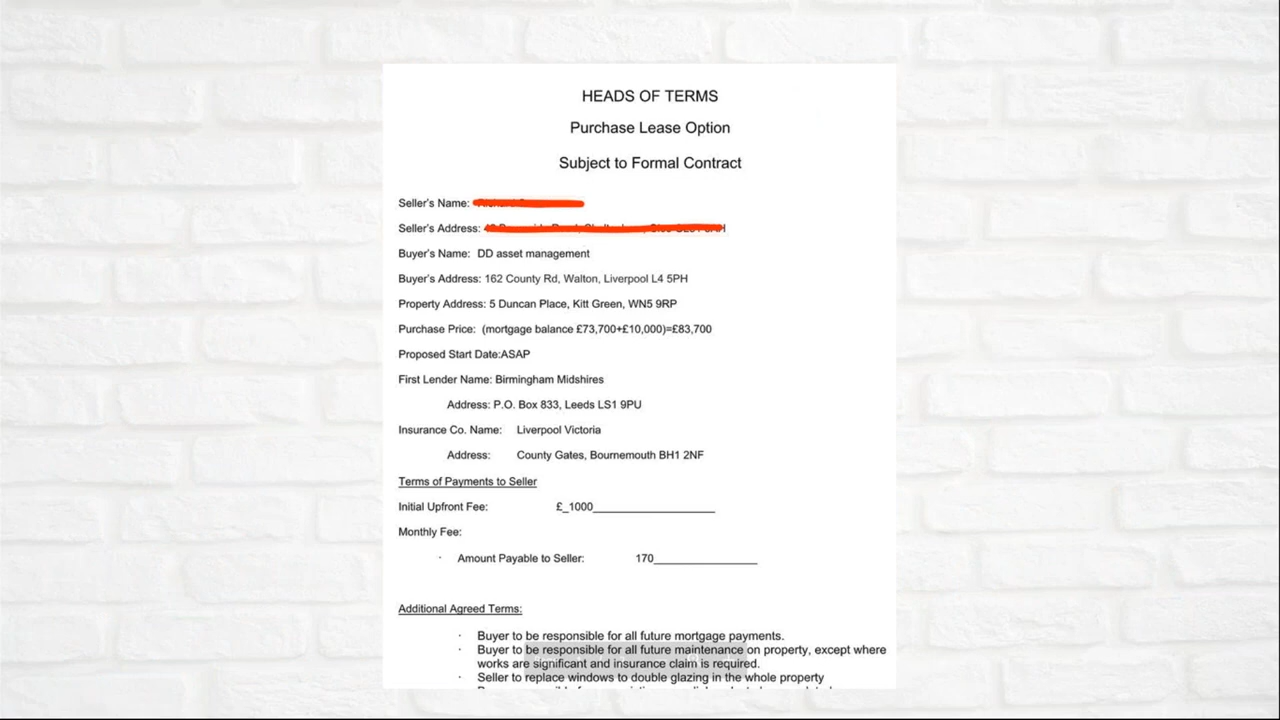 HEADS OF TERMS
Purchase Lease Option
Subject to Formal Contract
Seller's Name:
Seller's Address:
Buyer's Name: DD asset management
Buyer's Address: 162 County Rd, Walton, Liverpool L4 5PH
Property Address: 5 Duncan Place, Kitt Green, WN5 9RP
Purchase Price: (mortgage balance £73,700+£10,000)=£83,700
Proposed Start Date:ASAP
First Lender Name: Birmingham Midshires
Address: P.O. Box 833, Leeds LS1 9PU
Insurance Co. Name: Liverpool Victoria
Address: County Gates, Bournemouth BH1 2NF
Terms of Payments to Seller
Initial Upfront Fee: £_1000____________________
Monthly Fee:
· Amount Payable to Seller: 170_________________
Additional Agreed Terms:
· Buyer to be responsible for all future mortgage payments.
· Buyer to be responsible for all future maintenance on property, except where
works are significant and insurance claim is required.
· Seller to replace windows to double glazing in the whole property